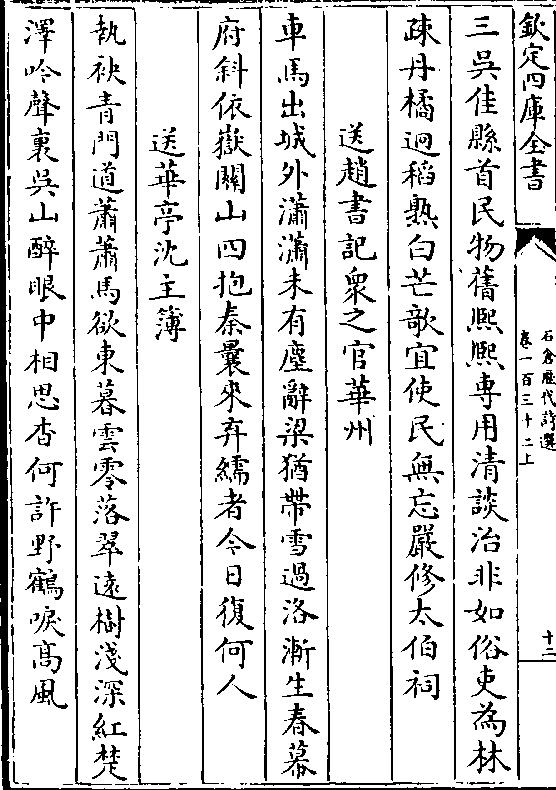 欽定四庫全書
石倉歷代詩選
卷一百三十二上
十二
三吳佳縣首民物舊熈熈專用清談治非如俗吏為林
疎丹橘迥稻熟白芒欹宜使民無忘嚴修太伯祠
送趙書記衆之官華州
車馬出城外瀟瀟未有塵辭梁猶帶雪過洛漸生春幕
府斜依嶽關山四抱秦曩來弃繻者今日復何人
送華亭沈主簿
執袂青門道蕭蕭馬欲東暮雲零落翠逺樹淺深紅楚
澤吟聲裏吳山醉眼中相思杳何許野鶴唳髙風